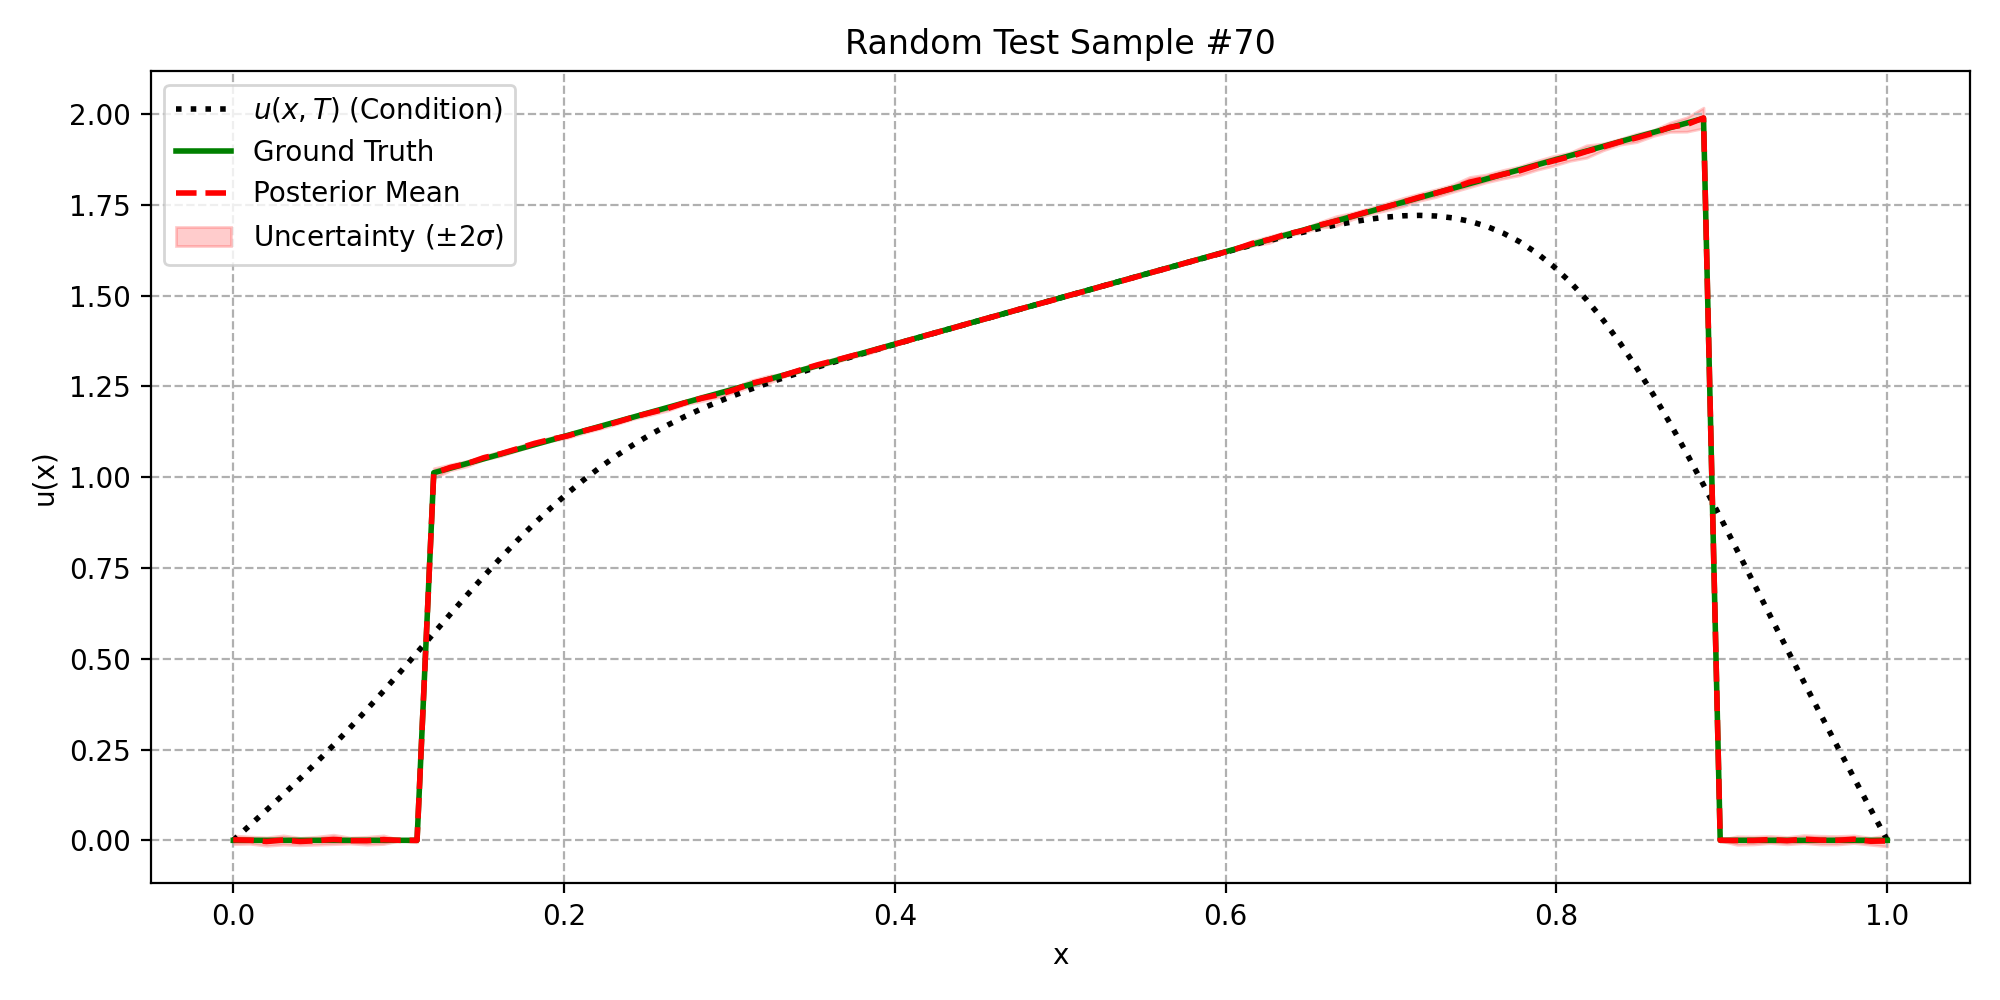 Random Test Sample #70
u(x, T) (Condition)
Ground Truth
Posterior Mean
Uncertainty (±2σ)
2.00
1.75
1.50
1.25
1.00
0.75
0.50
0.25
0.00
u(x)
0.0 0.2 0.4 0.6 0.8 1.0
x